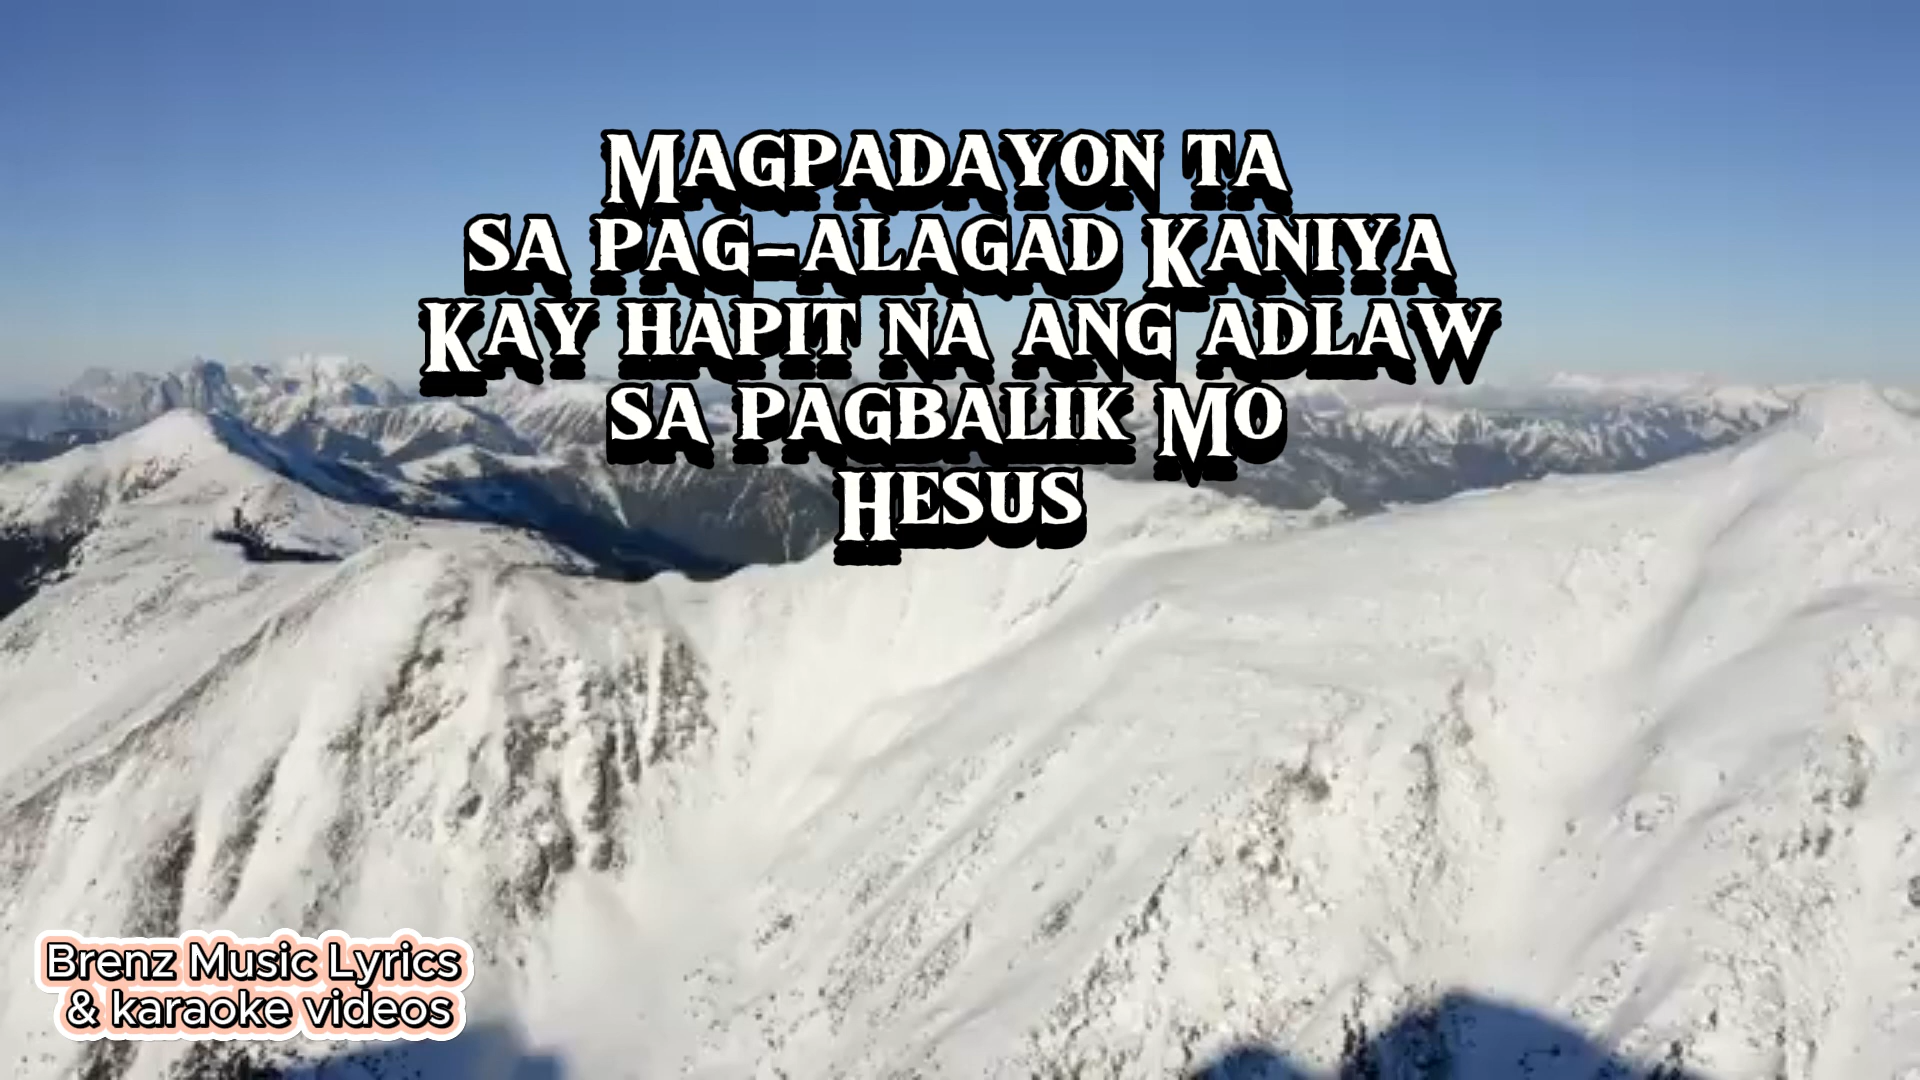 Magpadayon ta
sa pag-alagad Kaniya
Kay hapit na ang adlaw
sa pagbalik Mo
Hesus
Brenz Music Lyrics
& karaoke videos